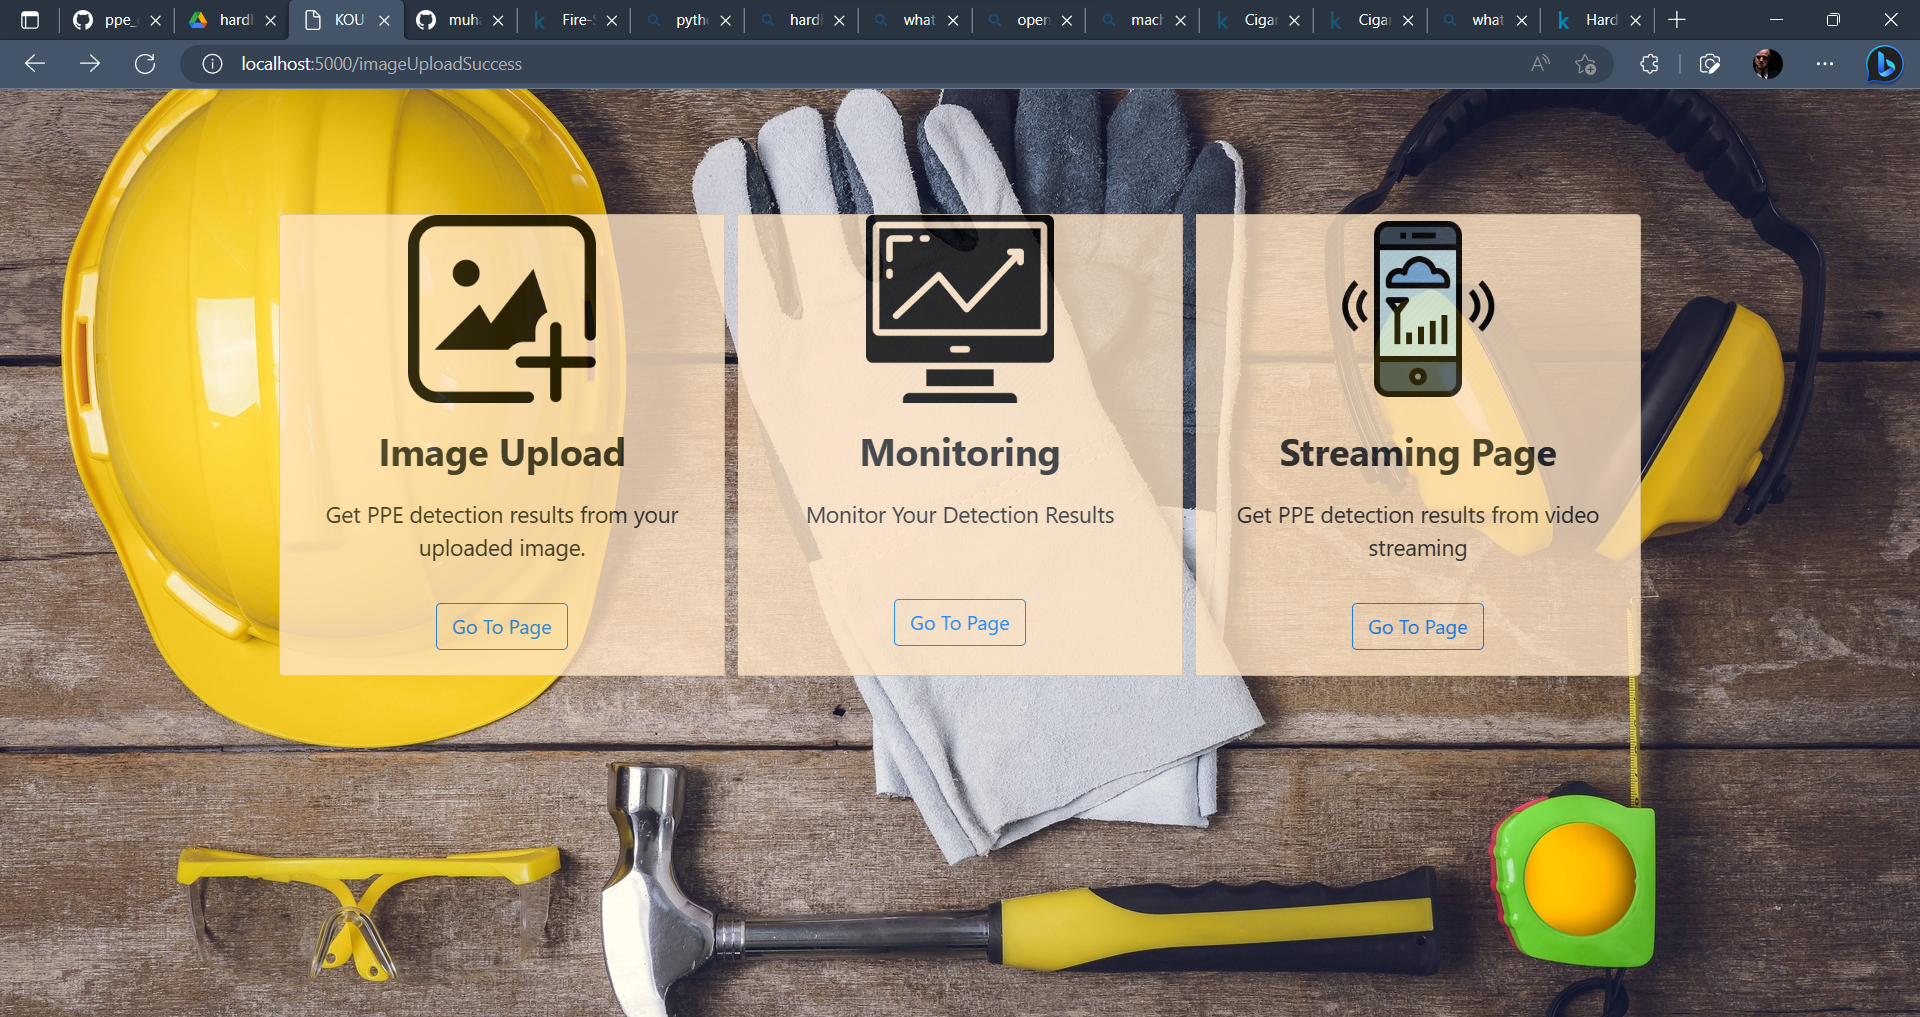 ppe_
hardl
KOU
muh
Fire-
pyth
hardl
what
open
macl
Cigar
Cigar
what
Hard
localhost:5000/imageUploadSuccess
Image Upload
Get PPE detection results from your
uploaded image.
Go To Page
Monitoring
Monitor Your Detection Results
Go To Page
Streaming Page
Get PPE detection results from video
streaming
Go To Page